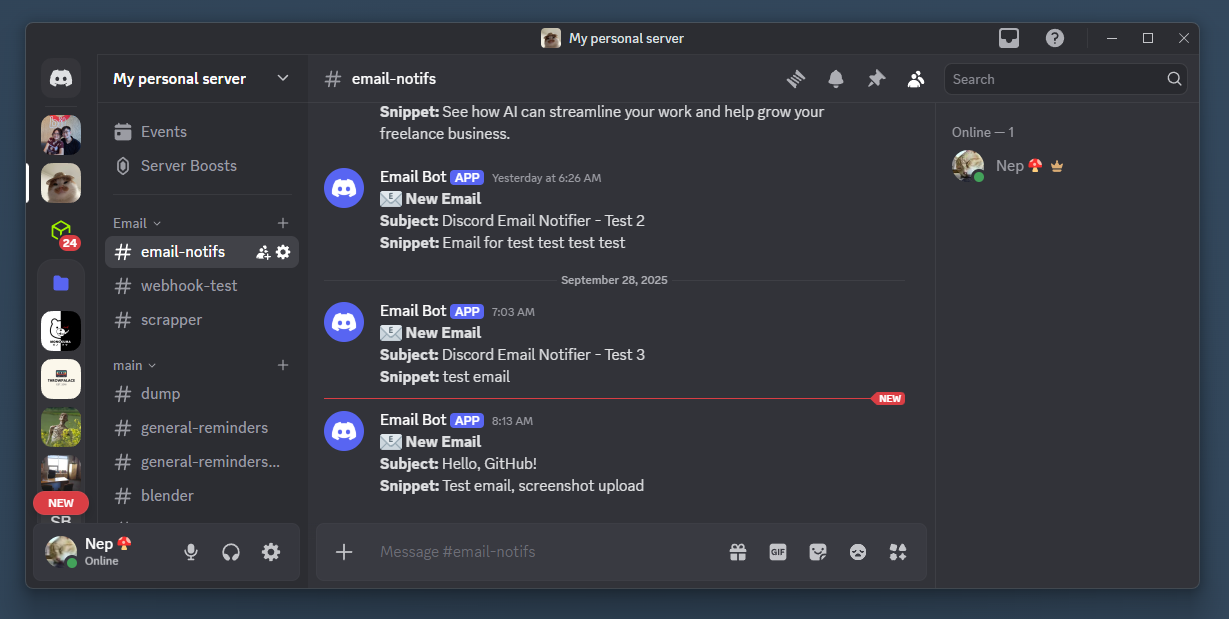 My personal server
My personal server
# email-notifs
Search
Events
Server Boosts
Email
# email-notifs
# webhook-test
# scrapper
main
# dump
# general-reminders
# general-reminders...
# blender
24
NEW
SB
Nep
Online
Snippet: See how AI can streamline your work and help grow your
freelance business.
Email Bot APP Yesterday at 6:26 AM
New Email
Subject: Discord Email Notifier - Test 2
Snippet: Email for test test test test
September 28, 2025
Email Bot APP 7:03 AM
New Email
Subject: Discord Email Notifier - Test 3
Snippet: test email
NEW
Email Bot APP 8:13 AM
New Email
Subject: Hello, GitHub!
Snippet: Test email, screenshot upload
Message #email-notifs
GIF
Online — 1
Nep